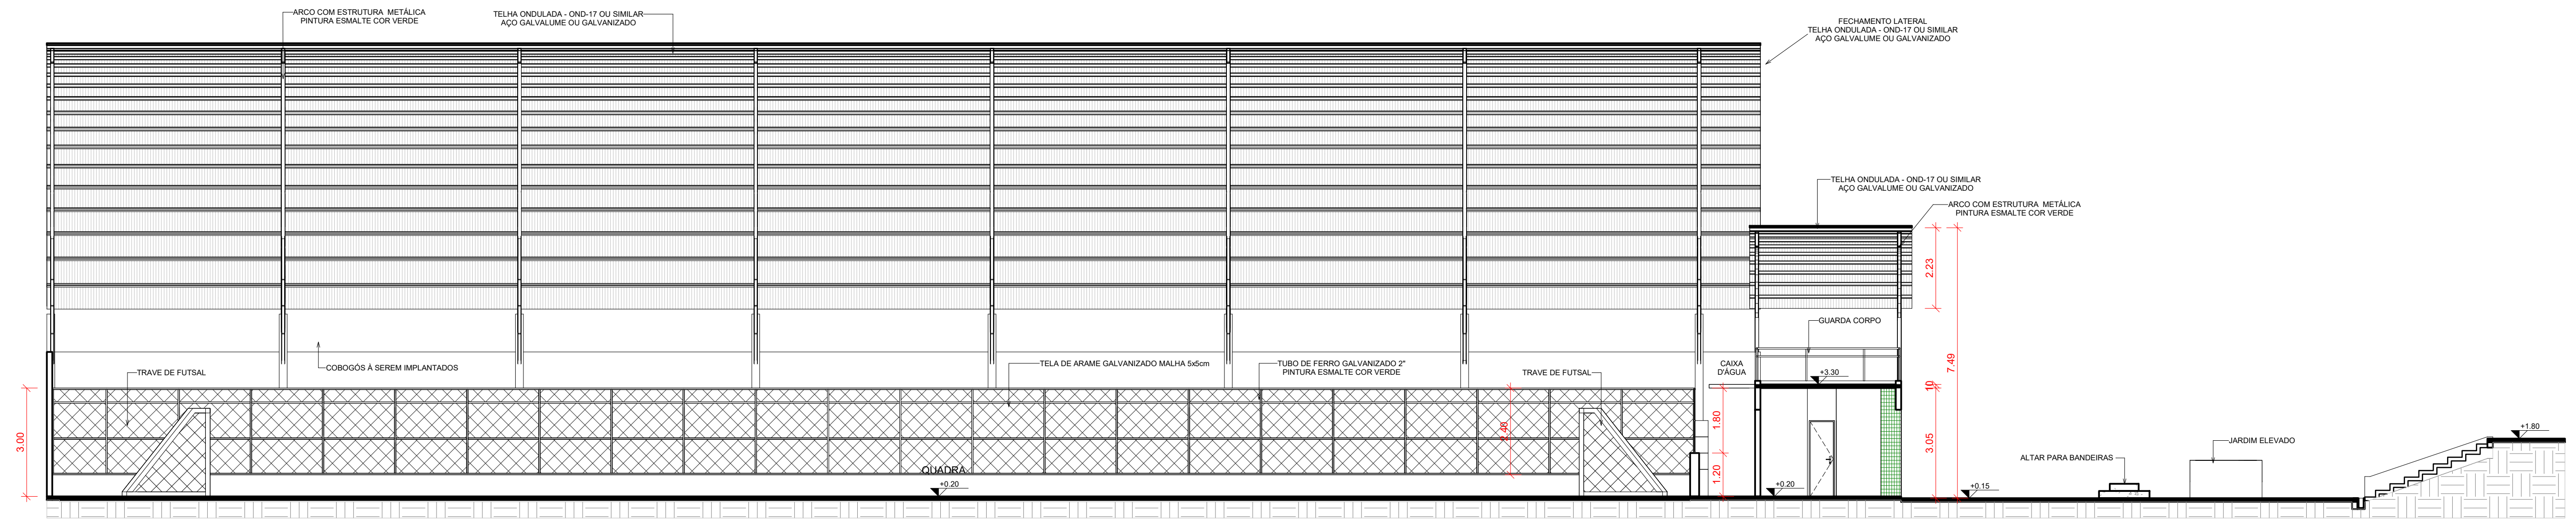 ARCO COM ESTRUTURA  METÁLICA
PINTURA ESMALTE COR VERDE
TELHA ONDULADA - OND-17 OU SIMILAR
AÇO GALVALUME OU GALVANIZADO
FECHAMENTO LATERAL
TELHA ONDULADA - OND-17 OU SIMILAR
AÇO GALVALUME OU GALVANIZADO
TELHA ONDULADA - OND-17 OU SIMILAR
AÇO GALVALUME OU GALVANIZADO
ARCO COM ESTRUTURA  METÁLICA
PINTURA ESMALTE COR VERDE
2.23
7.49
GUARDA CORPO
COBOGÓS À SEREM IMPLANTADOS
TRAVE DE FUTSAL
TELA DE ARAME GALVANIZADO MALHA 5x5cm
TUBO DE FERRO GALVANIZADO 2"
PINTURA ESMALTE COR VERDE
TRAVE DE FUTSAL
CAIXA
D'ÁGUA
+3.30
10
3.00
2.40
1.80
1.20
3.05
QUADRA
+0.20
+0.20
+0.15
ALTAR PARA BANDEIRAS
JARDIM ELEVADO
+1.80